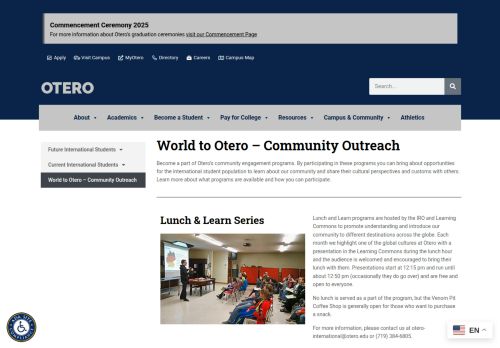 Commencement Ceremony 2025
For more information about Otero's graduation ceremonies visit our Commencement Page
Apply
Visit Campus
MyOtero
Directory
Careers
Campus Map
OTERO
Search...
About
Academics
Become a Student
Pay for College
Resources
Campus & Community
Athletics
Future International Students
Current International Students
World to Otero – Community Outreach
World to Otero – Community Outreach
Become a part of Otero's community engagement programs. By participating in these programs you can bring about opportunities
for the international student population to learn about our community and share their cultural perspectives and customs with others.
Learn more about what programs are available and how you can participate.
Lunch & Learn Series
Lunch and Learn programs are hosted by the IRO and Learning
Commons to promote understanding and introduce our
community to different destinations across the globe. Each
month we highlight one of the global cultures at Otero with a
presentation in the Learning Commons during the lunch hour
and the audience is welcomed and encouraged to bring their
lunch with them. Presentations start at 12:15 pm and run until
about 12:50 pm (occasionally they do go over) and are free and
open to everyone.
No lunch is served as a part of the program, but the Venom Pit
Coffee Shop is generally open for those who want to purchase
a snack.
For more information, please contact us at otero-
international@otero.edu or (719) 384-6805.
EN